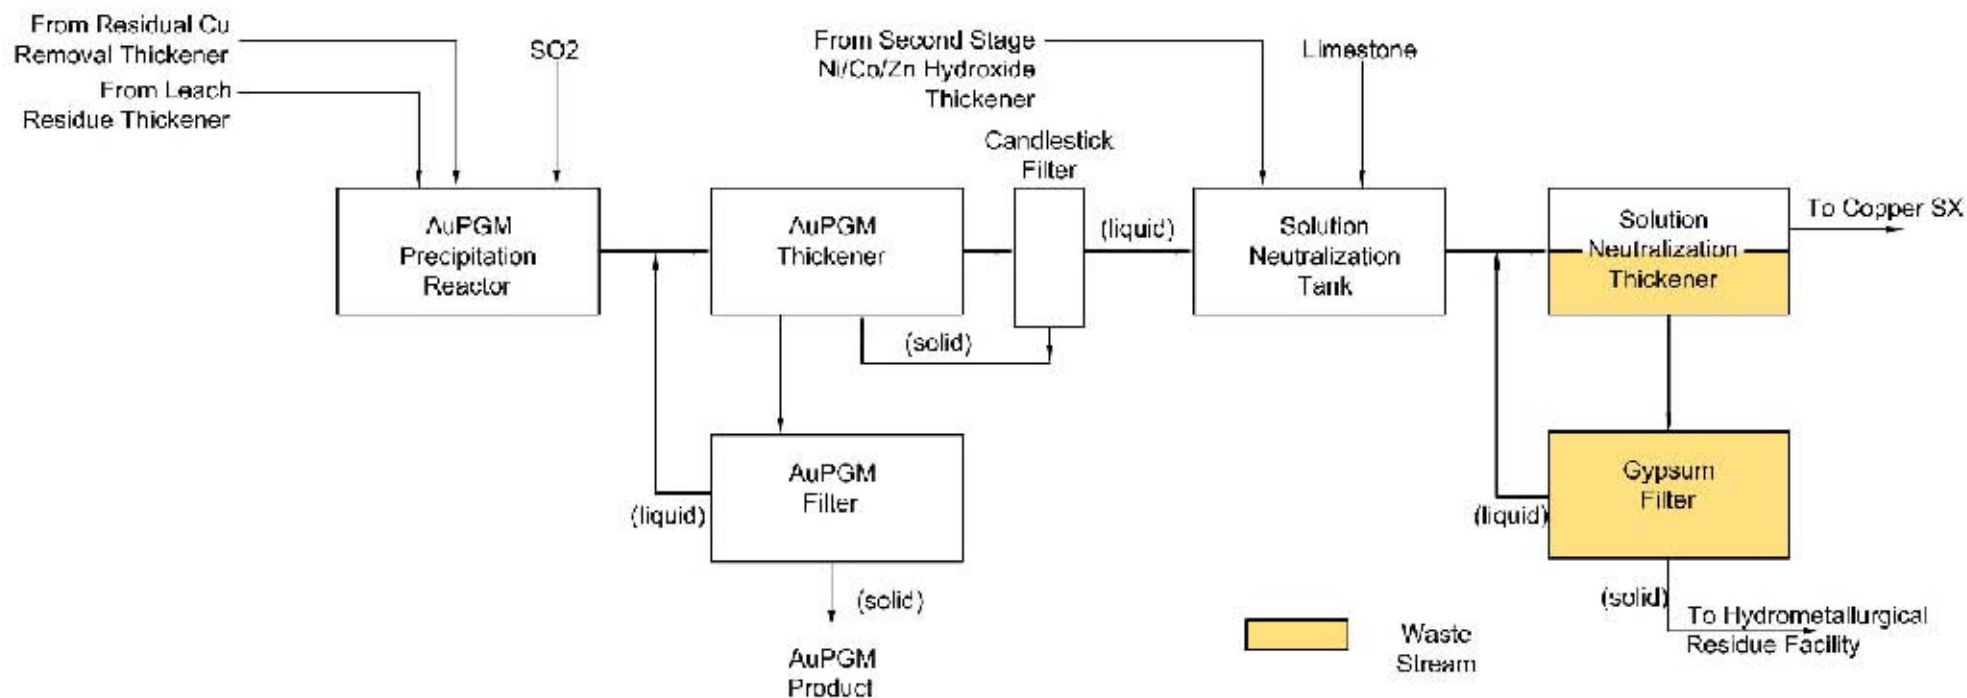 From Residual Cu
Removal Thickener
From Leach
Residue Thickener
SO2
From Second Stage
Ni/Co/Zn Hydroxide
Thickener
Limestone
Candlestick
Filter
AuPGM
Precipitation
Reactor
AuPGM
Thickener
(liquid)
Solution
Neutralization
Tank
Solution
Neutralization
Thickener
To Copper SX
(solid)
AuPGM
Filter
(liquid)
(solid)
AuPGM
Product
Gypsum
Filter
(liquid)
(solid)
To Hydrometallurgical
Residue Facility
Waste
Stream